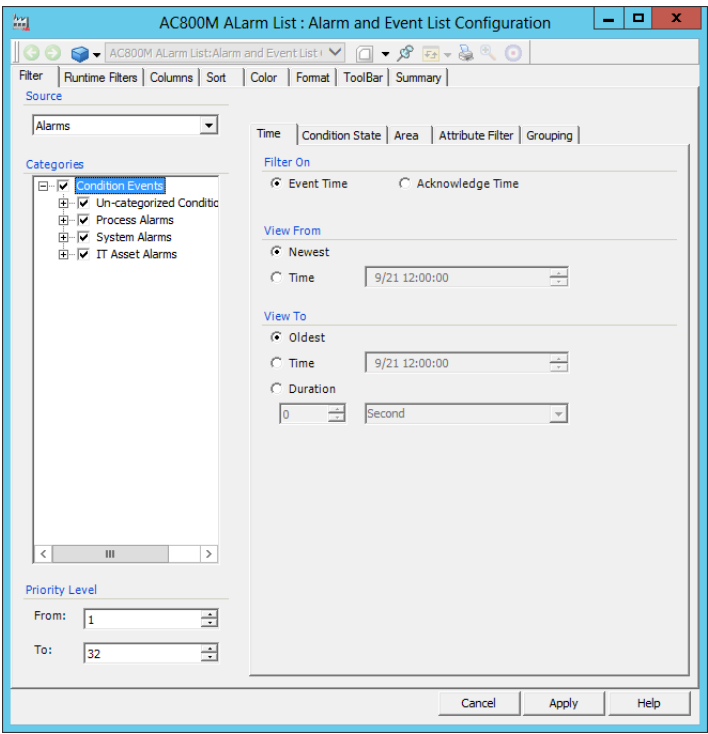 AC800M ALarm List : Alarm and Event List Configuration
AC800M ALarm List:Alarm and Event List
Filter Runtime Filters Columns Sort Color Format ToolBar Summary
Source
Alarms
Categories
Condition Events
Un-categorized Conditio
Process Alarms
System Alarms
IT Asset Alarms
Priority Level
From: 1
To: 32
Time Condition State Area Attribute Filter Grouping
Filter On
Event Time Acknowledge Time
View From
Newest
Time 9/21 12:00:00
View To
Oldest
Time 9/21 12:00:00
Duration
0 Second
Cancel Apply Help